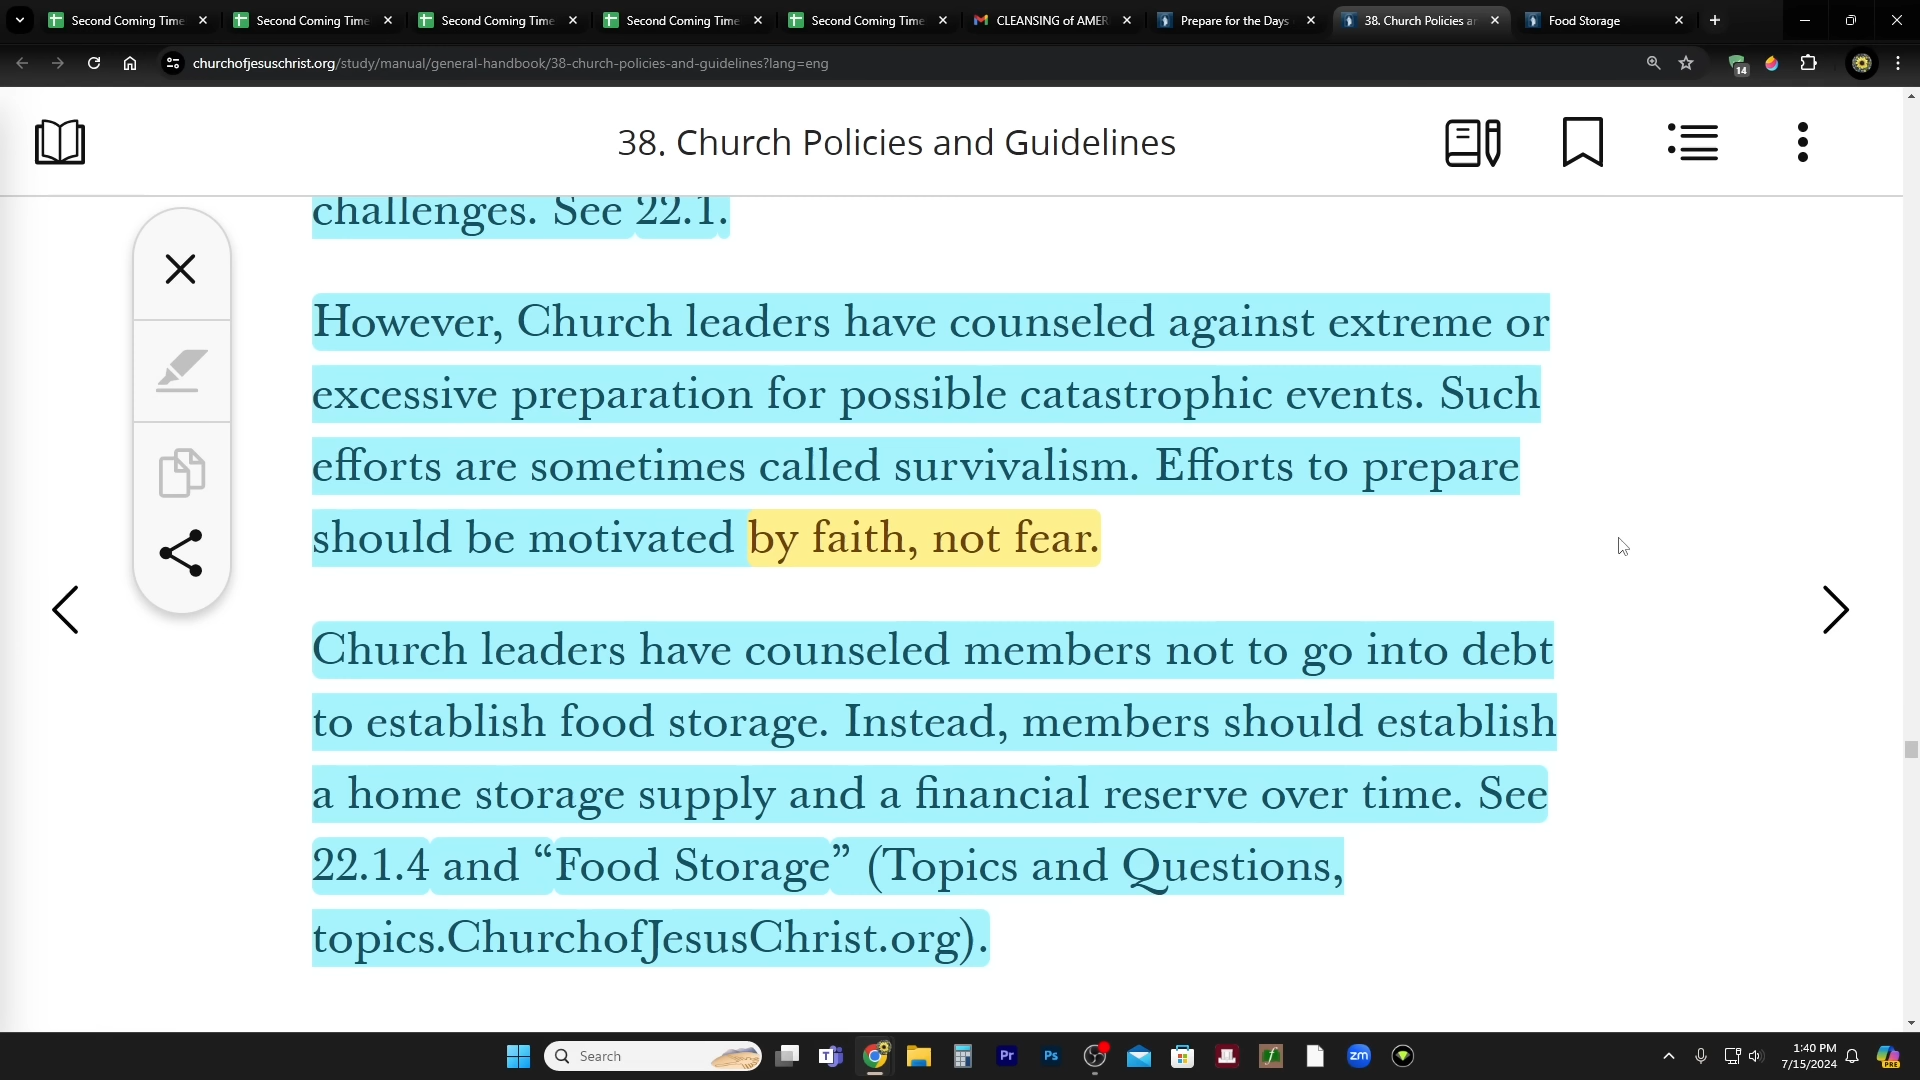 Second Coming Time
Second Coming Time
Second Coming Time
Second Coming Time
Second Coming Time
CLEANSING of AMER
Prepare for the Days
38. Church Policies a
Food Storage
churchofjesuschrist.org/study/manual/general-handbook/38-church-policies-and-guidelines?lang=eng
14
38. Church Policies and Guidelines
challenges. See 22.1.
However, Church leaders have counseled against extreme or
excessive preparation for possible catastrophic events. Such
efforts are sometimes called survivalism. Efforts to prepare
should be motivated by faith, not fear.
Church leaders have counseled members not to go into debt
to establish food storage. Instead, members should establish
a home storage supply and a financial reserve over time. See
22.1.4 and “Food Storage” (Topics and Questions,
topics.ChurchofJesusChrist.org).
Search
Pr
Ps
zm
1:40 PM
7/15/2024
PRE